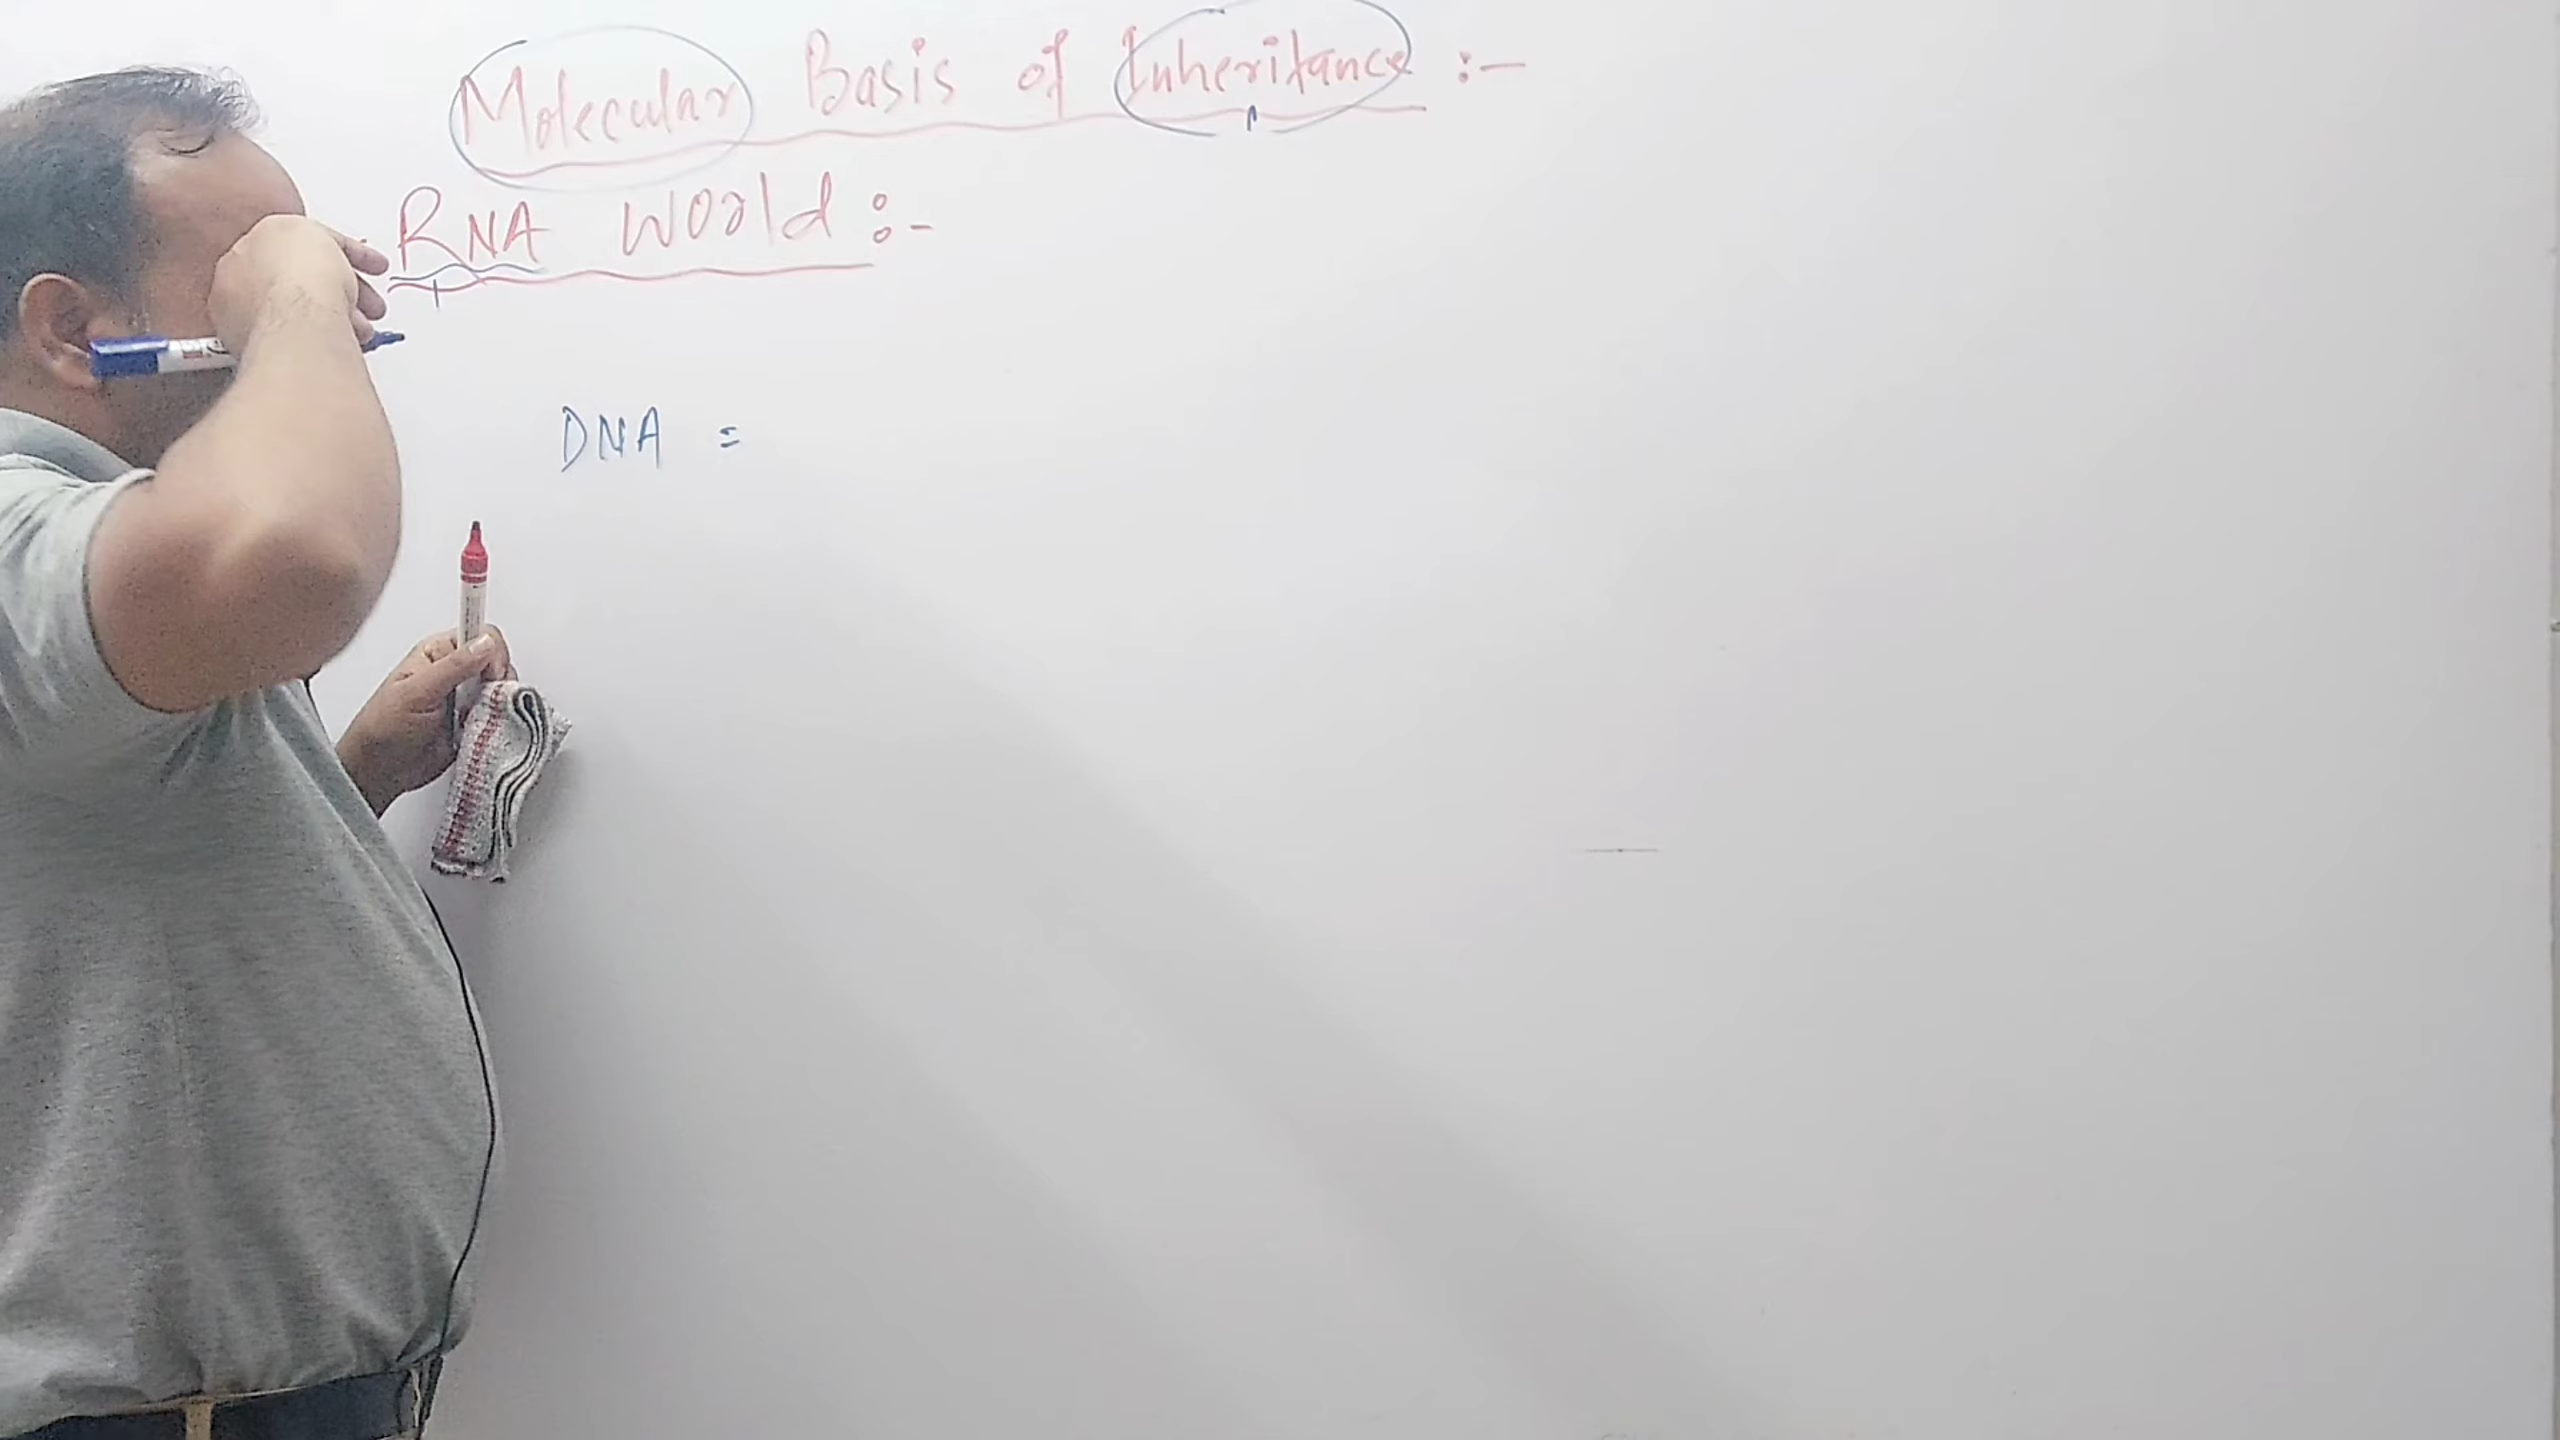 Molecular Basis of Inheritance :-
RNA World :-
DNA =